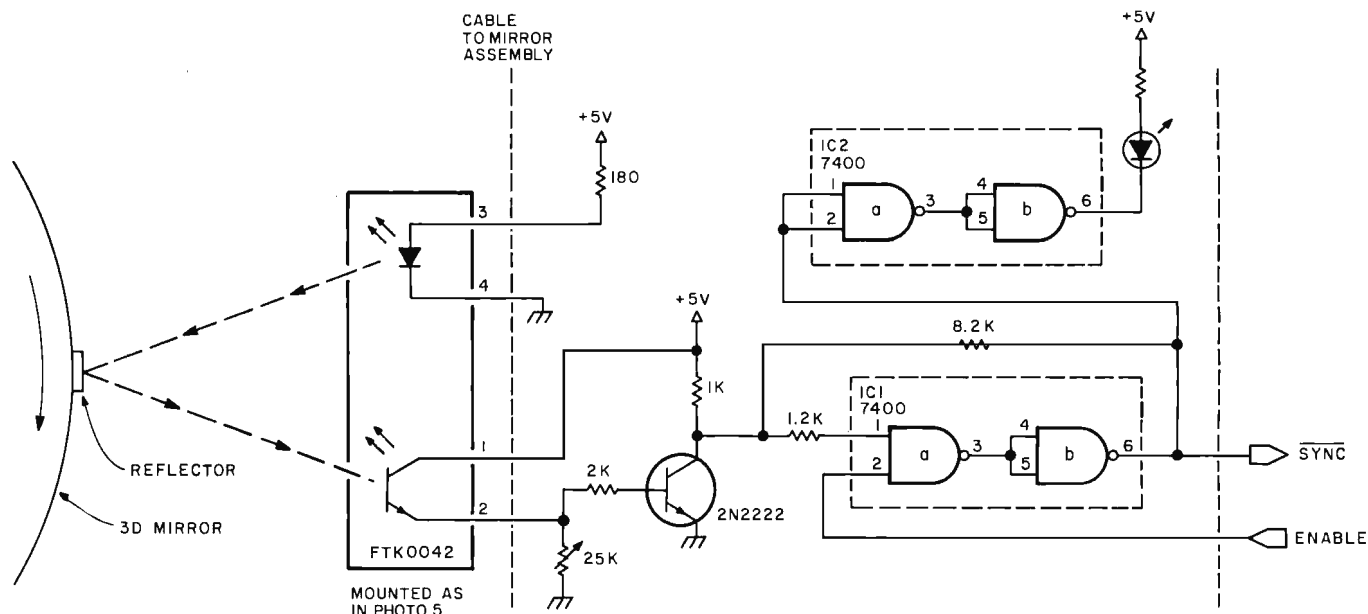 CABLE
TO MIRROR
ASSEMBLY
+5V
+5V
180
IC2
7400
1
2
a
3
4
5
b
6
3
4
+5V
8.2K
1K
IC1
7400
1.2K
1
2
a
3
4
5
b
6
SYNC
REFLECTOR
3D MIRROR
1
2
2K
2N2222
25K
ENABLE
FTK0042
MOUNTED AS
IN PHOTO 5